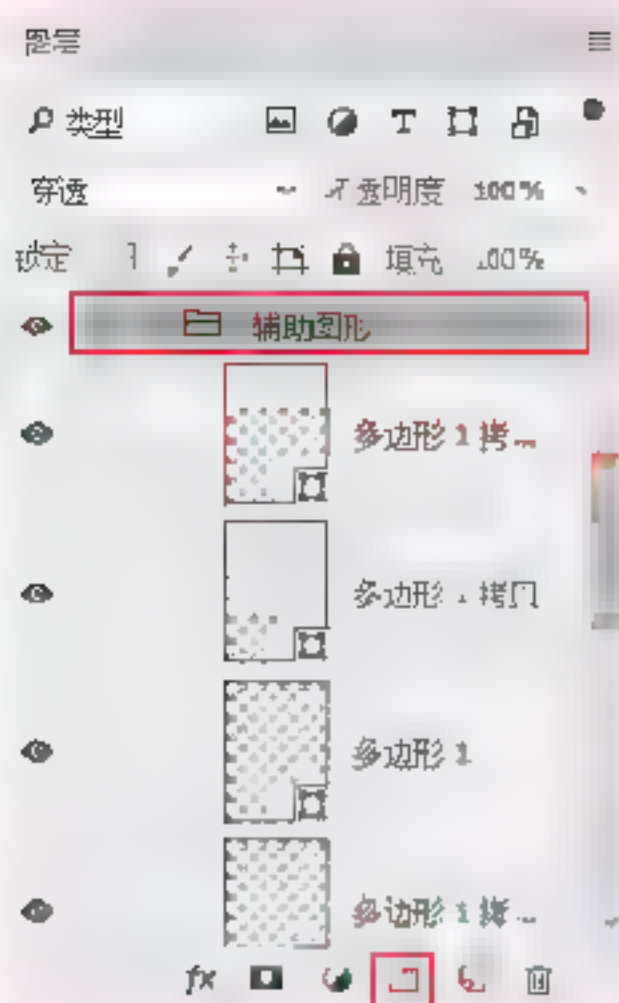 图层
类型
穿透 不透明度 100%
锁定 填充 100%
辅助图形
多边形 1 拷...
多边形 1 拷贝
多边形 1
多边形 1 拷...
fx